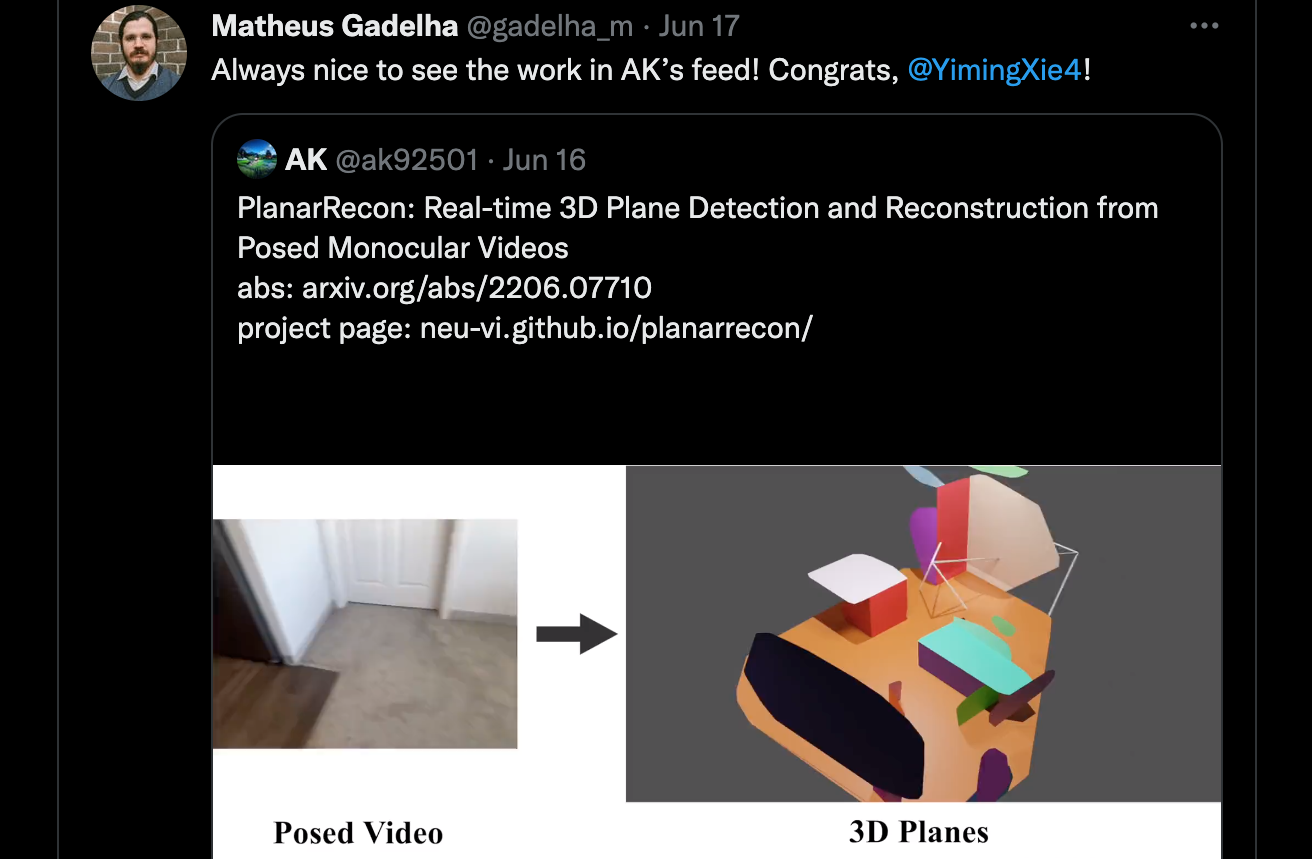 Matheus Gadelha @gadelha_m · Jun 17
Always nice to see the work in AK’s feed! Congrats, @YimingXie4!
AK @ak92501 · Jun 16
PlanarRecon: Real-time 3D Plane Detection and Reconstruction from
Posed Monocular Videos
abs: arxiv.org/abs/2206.07710
project page: neu-vi.github.io/planarrecon/
Posed Video
3D Planes